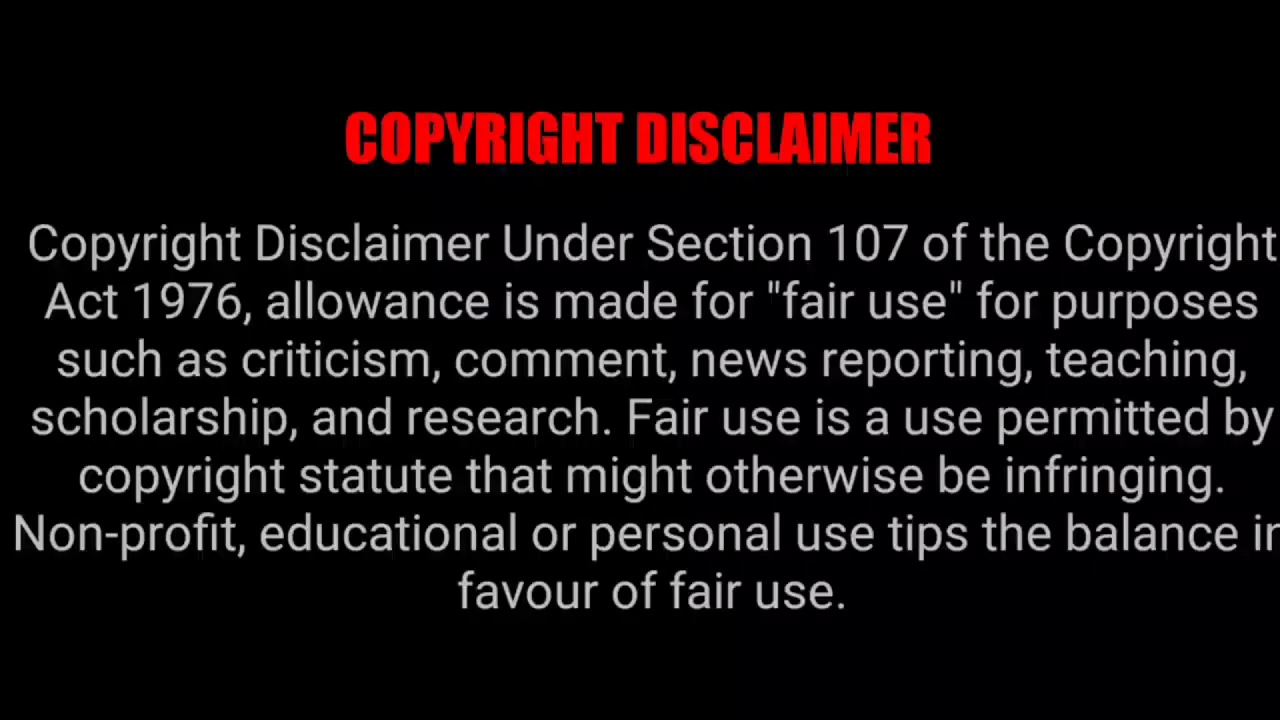 COPYRIGHT DISCLAIMER
Copyright Disclaimer Under Section 107 of the Copyright
Act 1976, allowance is made for "fair use" for purposes
such as criticism, comment, news reporting, teaching,
scholarship, and research. Fair use is a use permitted by
copyright statute that might otherwise be infringing.
Non-profit, educational or personal use tips the balance in
favour of fair use.